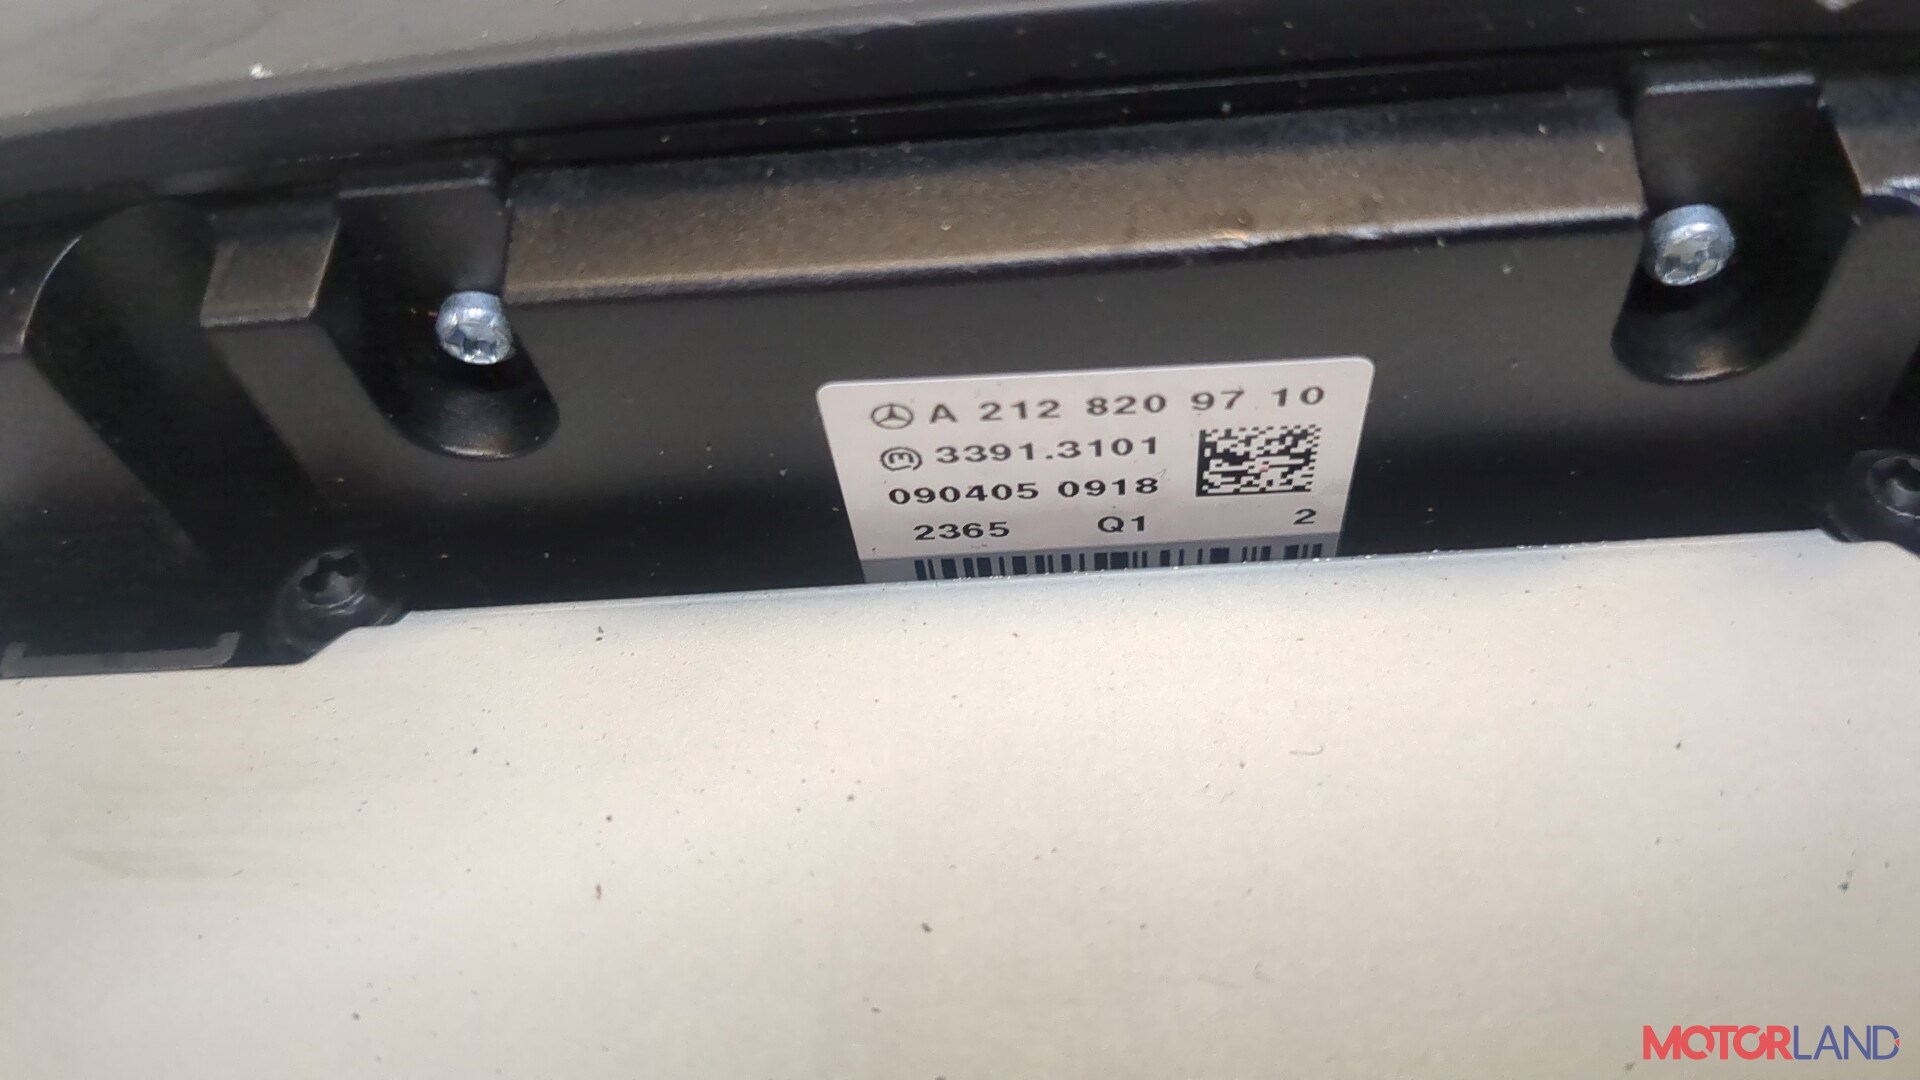 A 212 820 97 10
3391.3101
090405 0918
2365 Q1 2
MOTORLAND